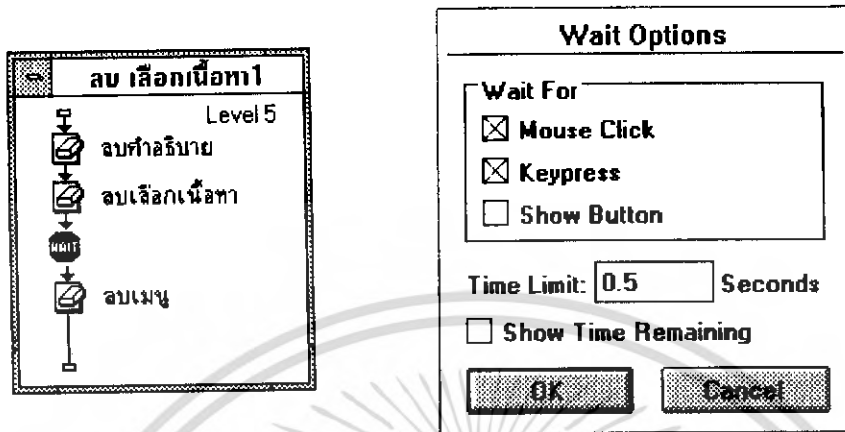 ลบ เลือกเนื้อหา1
Level 5
ลบคำอธิบาย
ลบเลือกเนื้อหา
WAIT
ลบเมนู
Wait Options
Wait For
Mouse Click
Keypress
Show Button
Time Limit: 0.5 Seconds
Show Time Remaining
OK Cancel